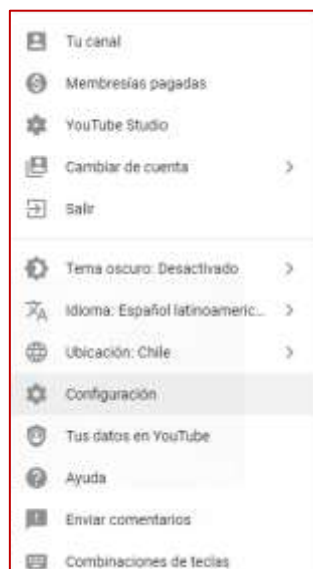 Tu canal
Membresías pagadas
YouTube Studio
Cambiar de cuenta
Salir
Tema oscuro: Desactivado
Idioma: Español latinoameric...
Ubicación: Chile
Configuración
Tus datos en YouTube
Ayuda
Enviar comentarios
Combinaciones de teclas